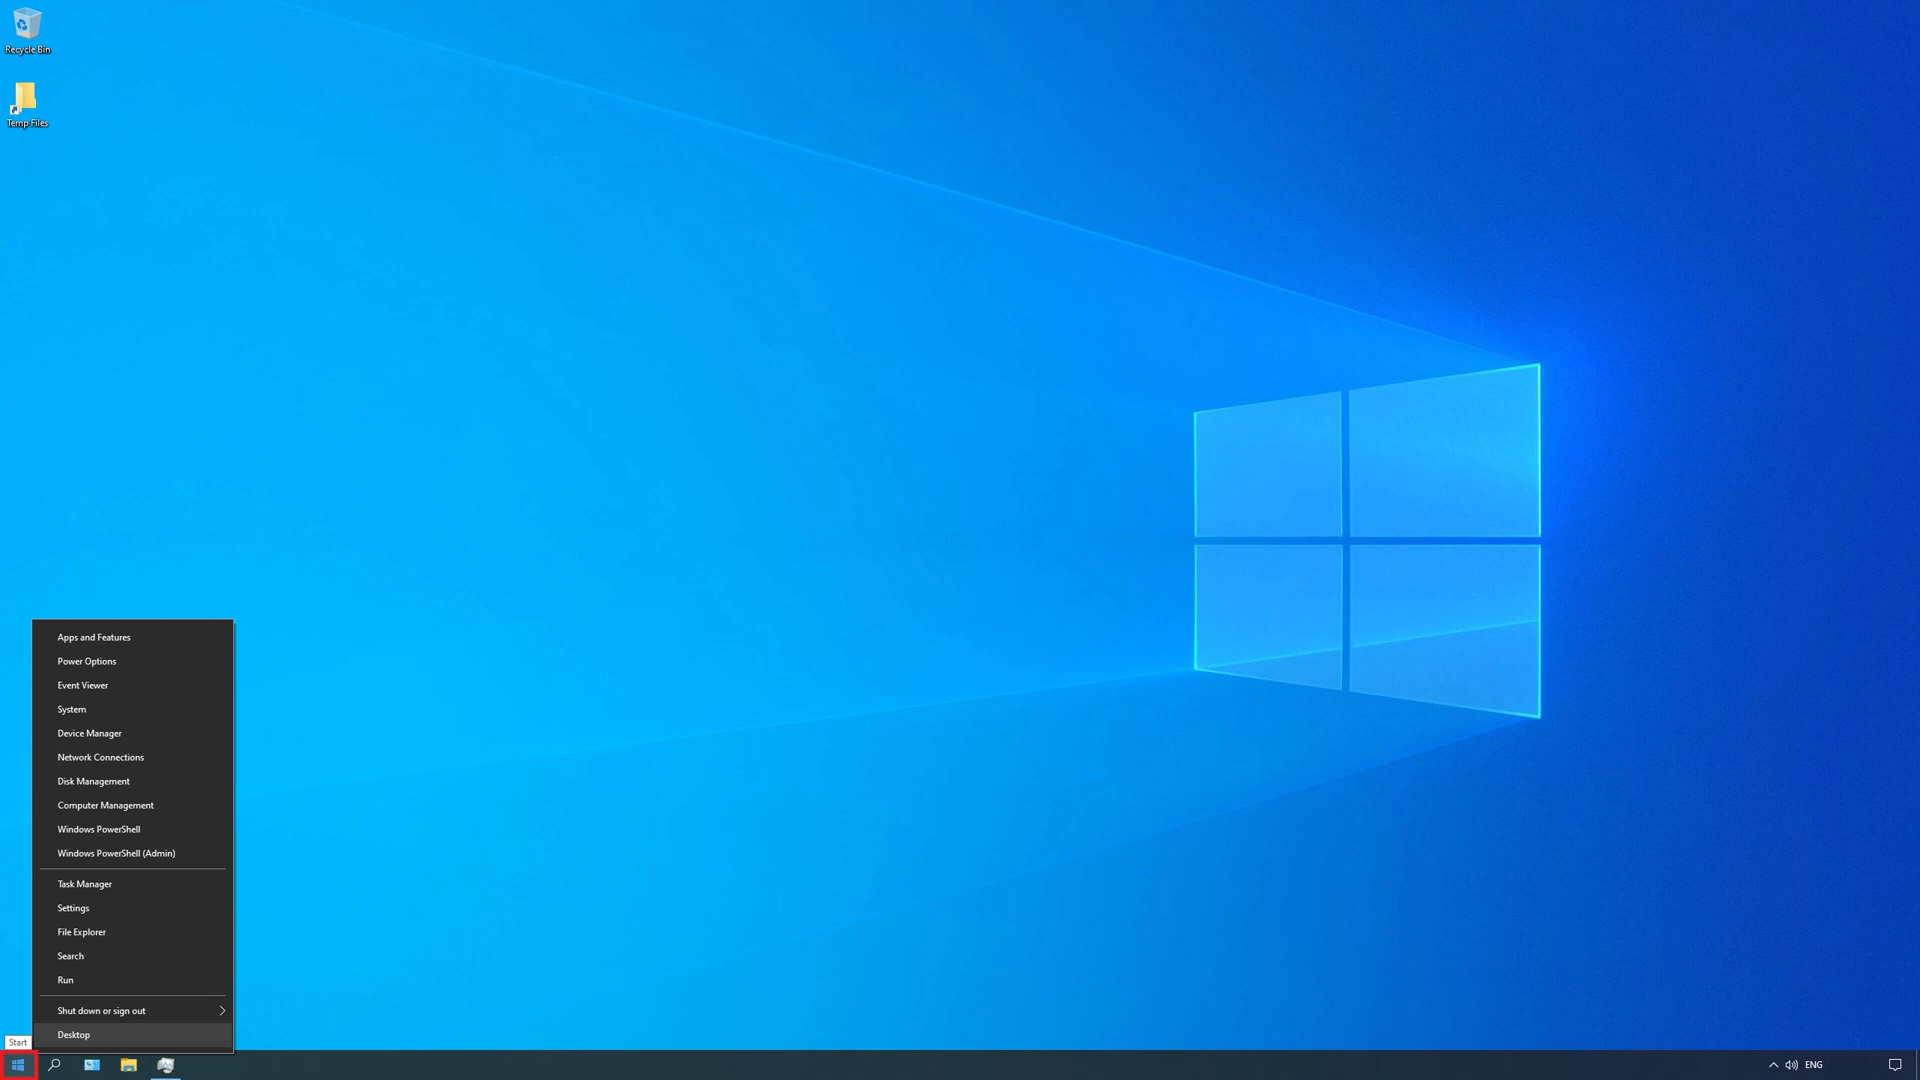 Recycle Bin
Temp Files
Apps and Features
Power Options
Event Viewer
System
Device Manager
Network Connections
Disk Management
Computer Management
Windows PowerShell
Windows PowerShell (Admin)
Task Manager
Settings
File Explorer
Search
Run
Shut down or sign out
Desktop
Start
ENG